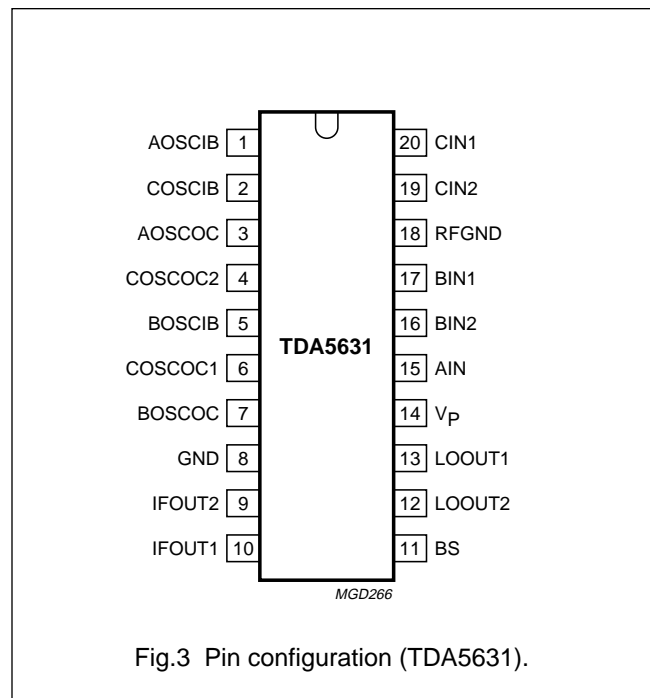 AOSCIB 1 20 CIN1
COSCIB 2 19 CIN2
AOSCOC 3 18 RFGND
COSCOC2 4 17 BIN1
BOSCIB 5 16 BIN2
TDA5631
COSCOC1 6 15 AIN
BOSCOC 7 14 VP
GND 8 13 LOOUT1
IFOUT2 9 12 LOOUT2
IFOUT1 10 11 BS
MGD266
Fig.3 Pin configuration (TDA5631).